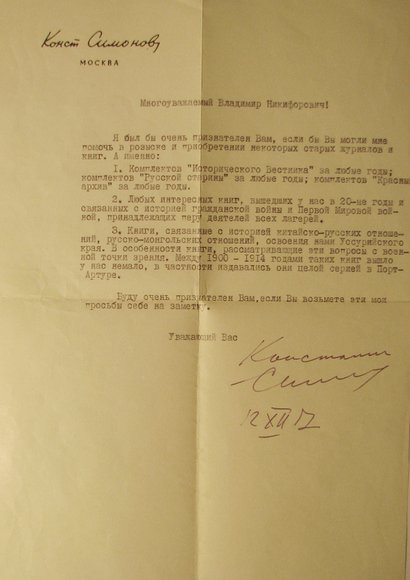 Конст Симонов
МОСКВА
Многоуважаемый Владимир Никифорович!
Я был бы очень признателен Вам, если бы Вы могли мне
помочь в розыске и приобретении некоторых старых журналов и
книг. А именно:
1. Комплектов "Исторического Вестника" за любые годы;
комплектов "Русской старины" за любые годы; комплектов "Красный
архив" за любые годы.
2. Любых интересных книг, вышедших у нас в 20-ые годы и
связанных с историей гражданской войны и Первой Мировой вой-
ной, принадлежащих перу деятелей всех лагерей.
3. Книги, связанные с историей китайско-русских отноше-
ний, русско-монгольских отношений, освоения нами Уссурийского
края. В особенности книги, рассматривающие эти вопросы с воен-
ной точки зрения. Между 1900 - 1914 годами таких книг вышло
у нас немало, в частности издавались они целой серией в Порт-
Артуре.
Буду очень признателен Вам,если Вы возьмете эти мои
просьбы себе на заметку.
Уважающий Вас
Константин
12 XII